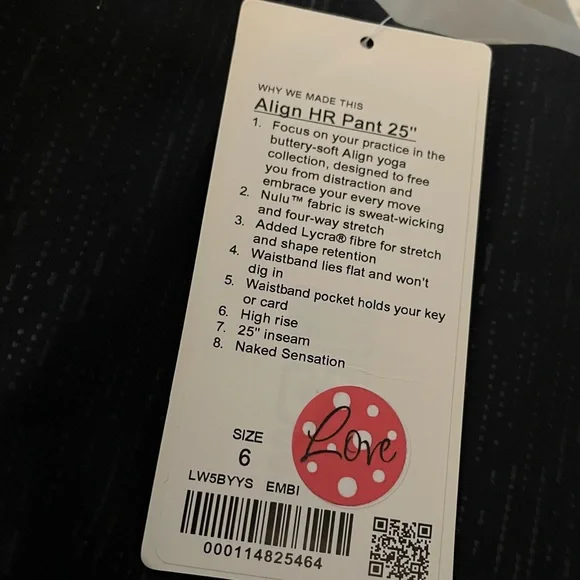 WHY WE MADE THIS
Align HR Pant 25"
1. Focus on your practice in the
buttery-soft Align yoga
collection, designed to free
you from distraction and
embrace your every move
2. Nulu™ fabric is sweat-wicking
and four-way stretch
3. Added Lycra® fibre for stretch
and shape retention
4. Waistband lies flat and won't
dig in
5. Waistband pocket holds your key
or card
6. High rise
7. 25" inseam
8. Naked Sensation
Love
SIZE
6
LW5BYYS EMBI
000114825464